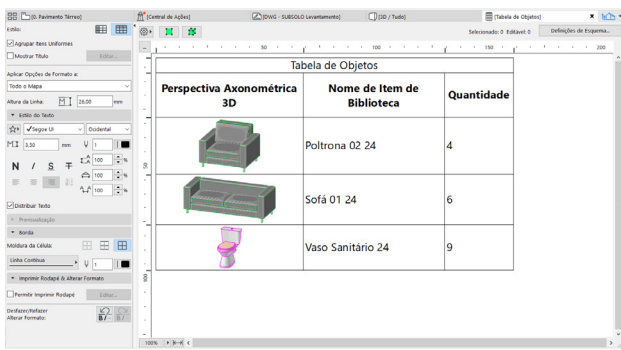 [0. Pavimento Térreo]
[Central de Ações]
[DWG - SUBSOLO Levantamento]
[3D / Tudo]
[Tabela de Objetos]
Estilo:
Selecionado: 0 Editável: 0
Definições de Esquema...
Agrupar Itens Uniformes
Mostrar Título
Editar...
Aplicar Opções de Formato a:
Todo o Mapa
Altura da Linha:
26,00
mm
Estilo do Texto
Segoe UI
Ocidental
3,50
mm
1
100
%
N
I
S
T
100
%
100
%
Distribuir Texto
Prévisualização
Borda
Moldura da Célula:
Linha Contínua
1
Imprimir Rodapé & Alterar Formato
Permitir Imprimir Rodapé
Editar...
Desfazer/Refazer
Alterar Formato:
50
100
150
200
50
100
Tabela de Objetos
Perspectiva Axonométrica
3D
Nome de Item de
Biblioteca
Quantidade
Poltrona 02 24
4
Sofá 01 24
6
Vaso Sanitário 24
9
100%